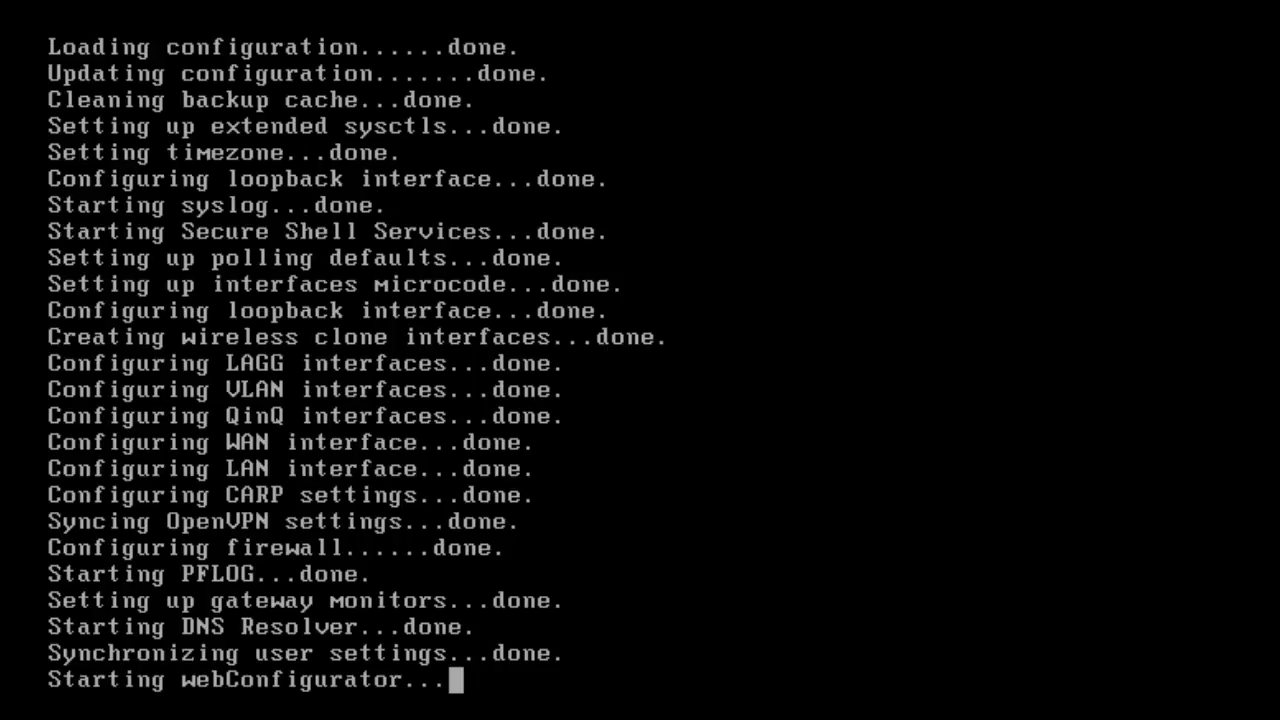 Loading configuration......done.
Updating configuration.......done.
Cleaning backup cache...done.
Setting up extended sysctls...done.
Setting timezone...done.
Configuring loopback interface...done.
Starting syslog...done.
Starting Secure Shell Services...done.
Setting up polling defaults...done.
Setting up interfaces microcode...done.
Configuring loopback interface...done.
Creating wireless clone interfaces...done.
Configuring LAGG interfaces...done.
Configuring VLAN interfaces...done.
Configuring QinQ interfaces...done.
Configuring WAN interface...done.
Configuring LAN interface...done.
Configuring CARP settings...done.
Syncing OpenVPN settings...done.
Configuring firewall......done.
Starting PFLOG...done.
Setting up gateway monitors...done.
Starting DNS Resolver...done.
Synchronizing user settings...done.
Starting webConfigurator...